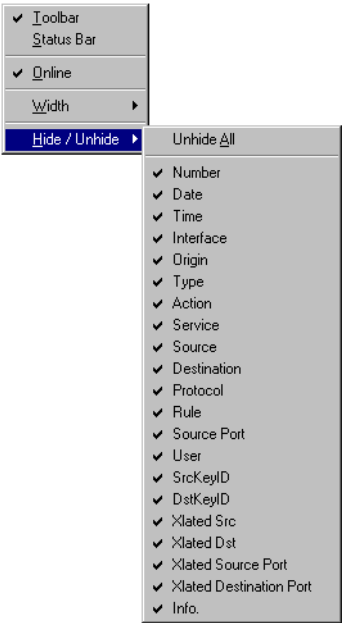 Toolbar
Status Bar
Online
Width
Hide / Unhide
Unhide All
Number
Date
Time
Interface
Origin
Type
Action
Service
Source
Destination
Protocol
Rule
Source Port
User
SrcKeyID
DstKeyID
Xlated Src
Xlated Dst
Xlated Source Port
Xlated Destination Port
Info.